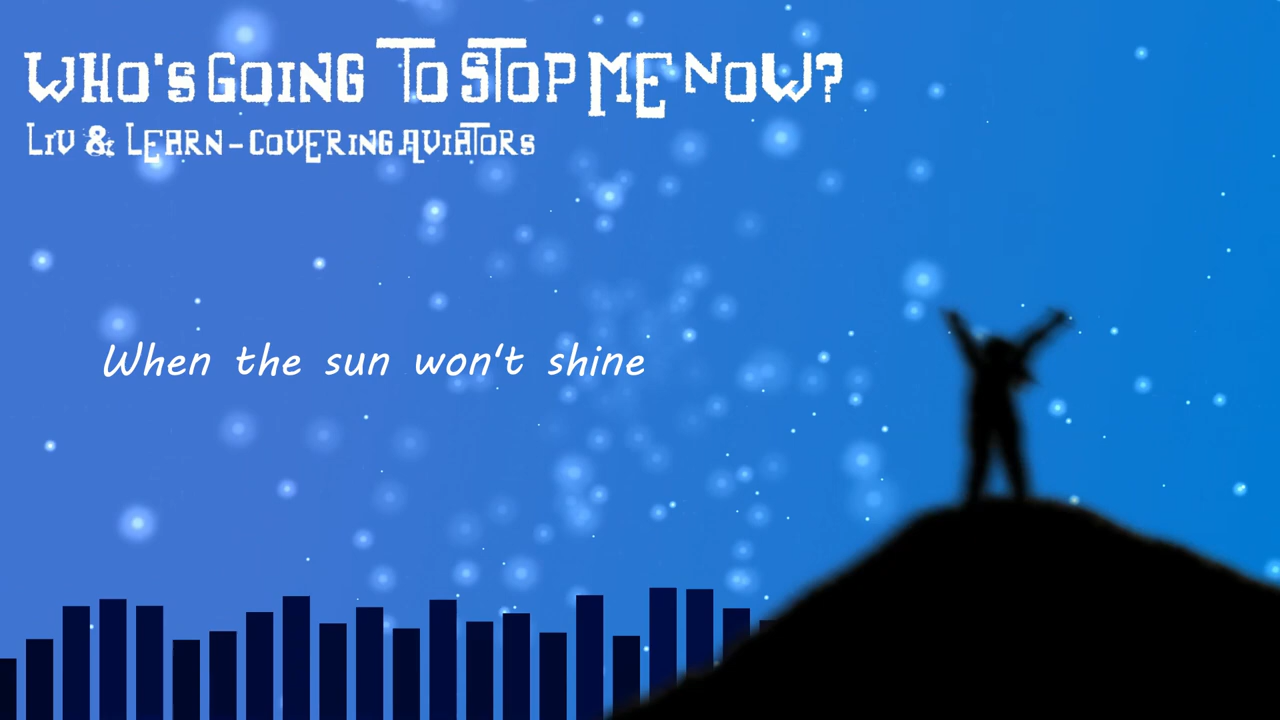 WHO'S GOING TO STOP ME NOW?
LIV & LEARN - COVERING AVIATORS
When the sun won't shine